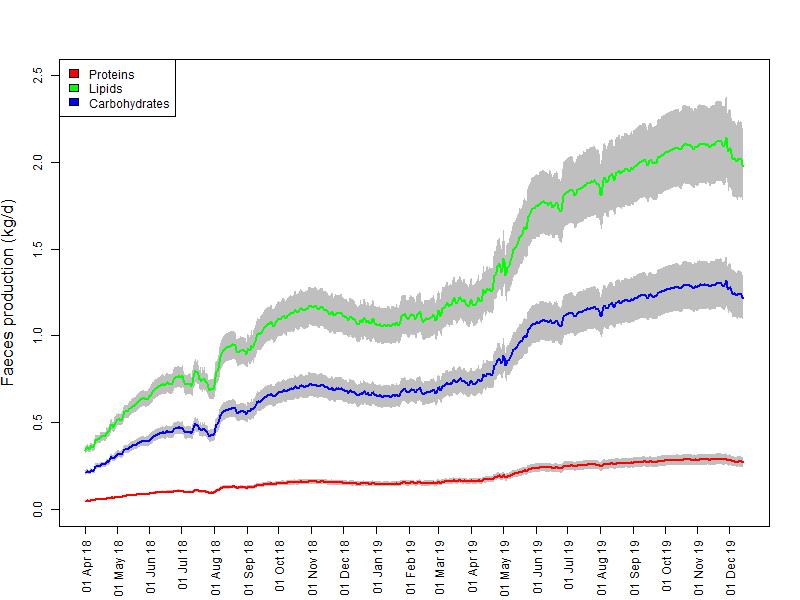 Proteins
Lipids
Carbohydrates
Faeces production (kg/d)
2.5
2.0
1.5
1.0
0.5
0.0
01 Apr 18
01 May 18
01 Jun 18
01 Jul 18
01 Aug 18
01 Sep 18
01 Oct 18
01 Nov 18
01 Dec 18
01 Jan 19
01 Feb 19
01 Mar 19
01 Apr 19
01 May 19
01 Jun 19
01 Jul 19
01 Aug 19
01 Sep 19
01 Oct 19
01 Nov 19
01 Dec 19